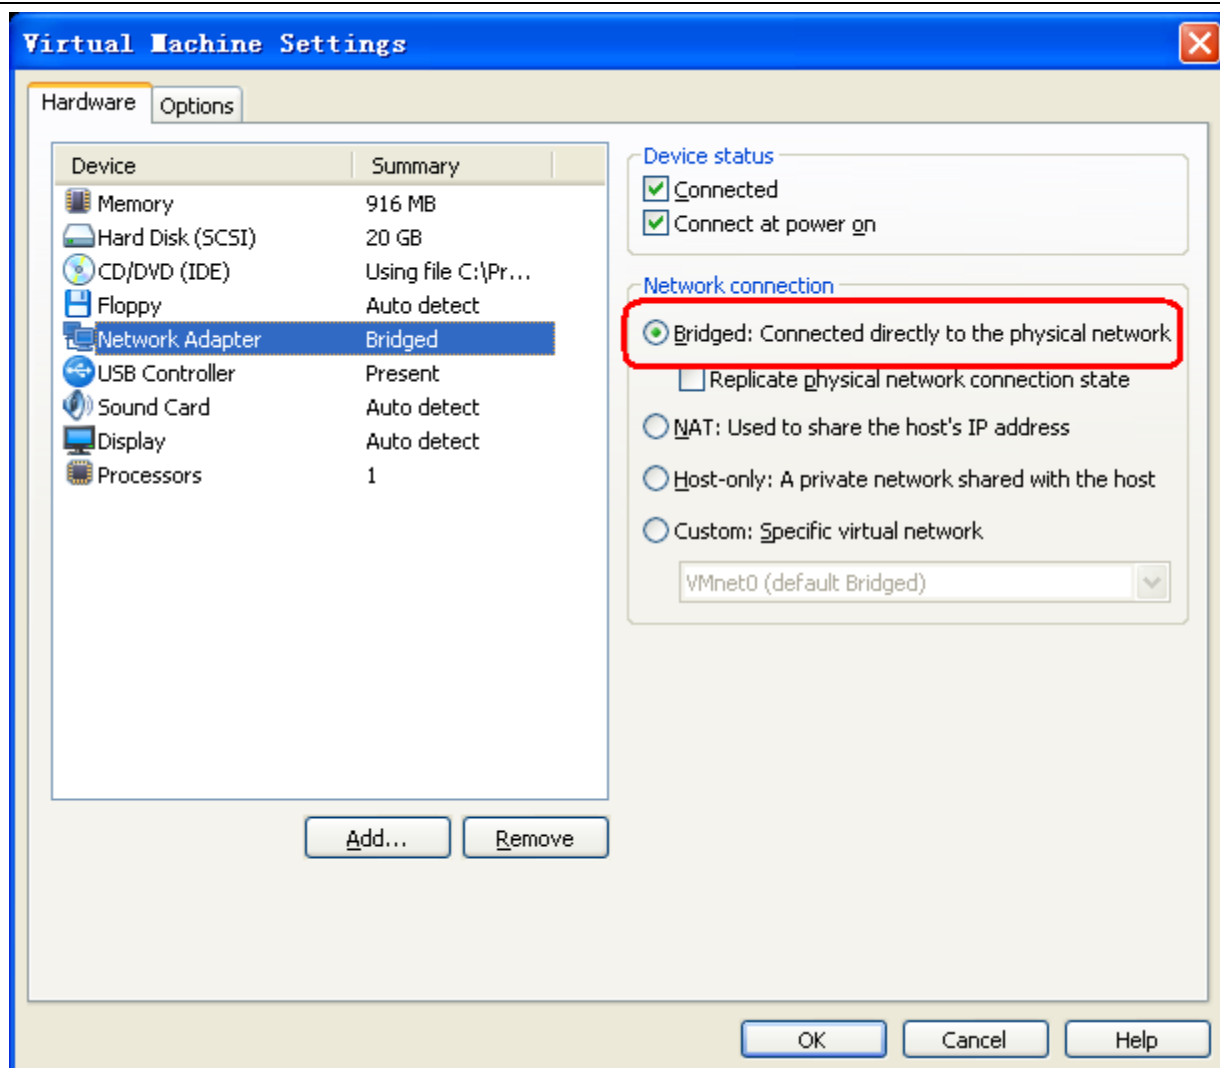 Virtual Machine Settings
Hardware Options
Device Summary
Memory 916 MB
Hard Disk (SCSI) 20 GB
CD/DVD (IDE) Using file C:\Pr...
Floppy Auto detect
Network Adapter Bridged
USB Controller Present
Sound Card Auto detect
Display Auto detect
Processors 1
Add... Remove
Device status
Connected
Connect at power on
Network connection
Bridged: Connected directly to the physical network
Replicate physical network connection state
NAT: Used to share the host's IP address
Host-only: A private network shared with the host
Custom: Specific virtual network
VMnet0 (default Bridged)
OK Cancel Help